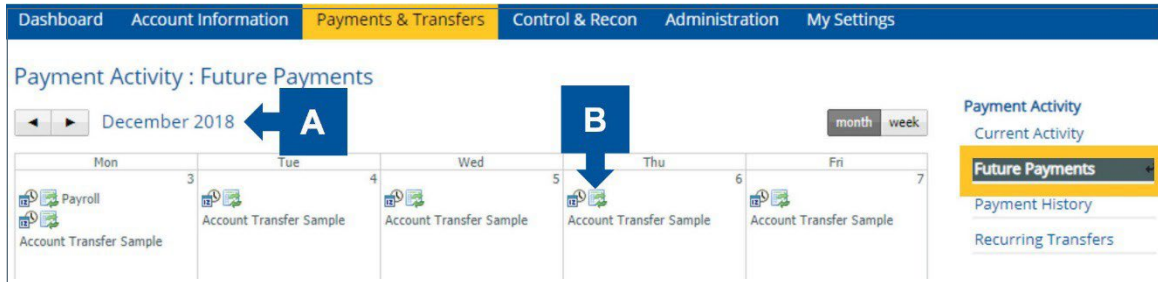 Dashboard Account Information Payments & Transfers Control & Recon Administration My Settings
Payment Activity : Future Payments
December 2018
A
B
month week
Mon Tue Wed Thu Fri
3 4 5 6 7
Payroll
Account Transfer Sample
Account Transfer Sample
Account Transfer Sample
Account Transfer Sample
Account Transfer Sample
Payment Activity
Current Activity
Future Payments
Payment History
Recurring Transfers